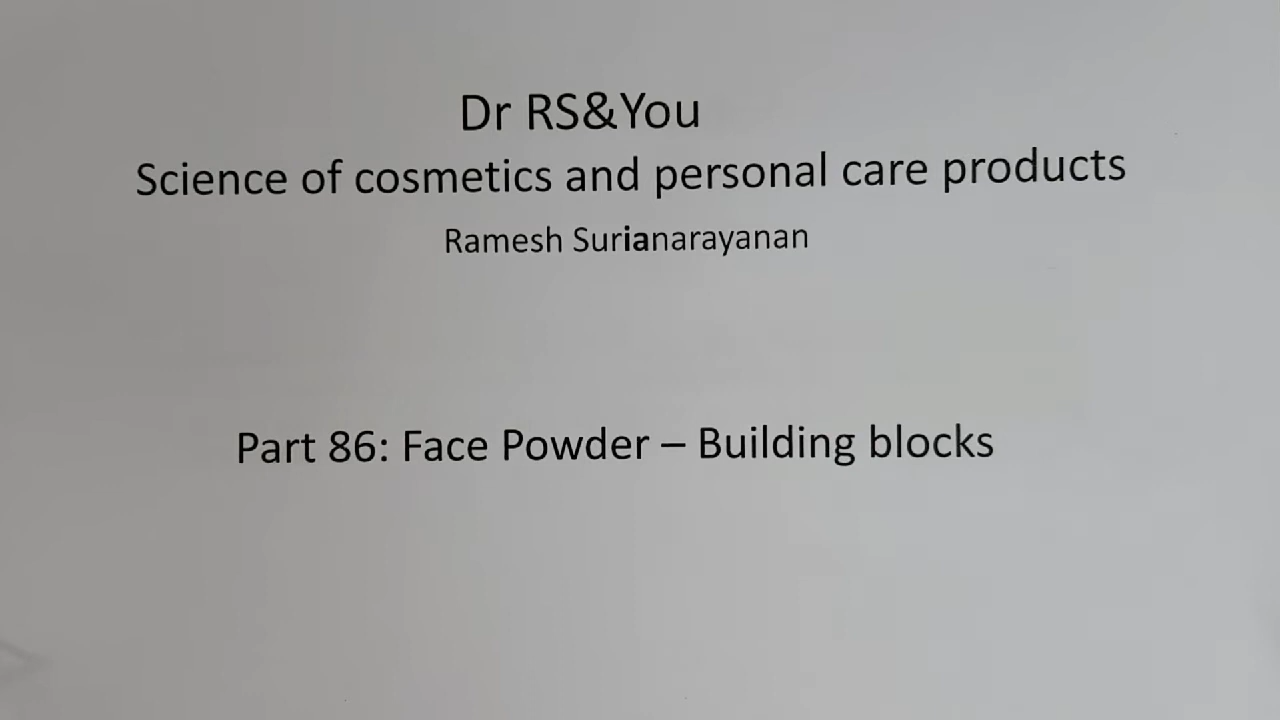 Dr RS&You
Science of cosmetics and personal care products
Ramesh Surianarayanan
Part 86: Face Powder – Building blocks